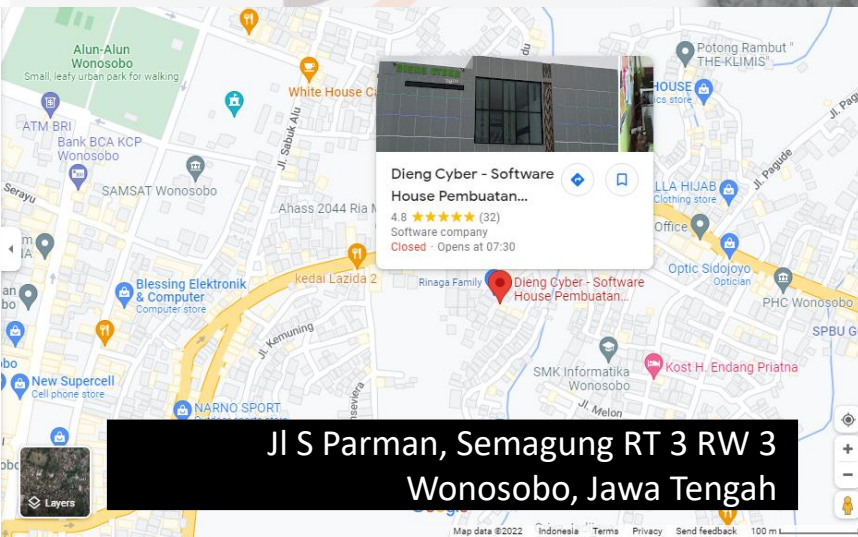 Alun-Alun
Wonosobo
Small, leafy urban park for walking
ATM BRI
Bank BCA KCP
Wonosobo
Serayu
SAMSAT Wonosobo
White House
Jl. Sabuk Alu
Ahass 2044 Ria
kedai Lazida 2
Blessing Elektronik
& Computer
Computer store
Jl. Kemuning
New Supercell
Cell phone store
NARNO SPORT
DIENG CYBER
Dieng Cyber - Software
House Pembuatan...
4.8 ★★★★★ (32)
Software company
Closed · Opens at 07:30
Potong Rambut "
THE-KLIMIS"
HOUSE
ics store
Jl. Pagude
LLA HIJAB
Clothing store
Office
Optic Sidojoyo
Optician
PHC Wonosobo
SPBU G
Rinaga Family
Dieng Cyber - Software
House Pembuatan...
SMK Informatika
Wonosobo
Kost H. Endang Priatna
Jl. Melon
Jl S Parman, Semagung RT 3 RW 3
Wonosobo, Jawa Tengah
Layers
Map data ©2022 Indonesia Terms Privacy Send feedback 100 m